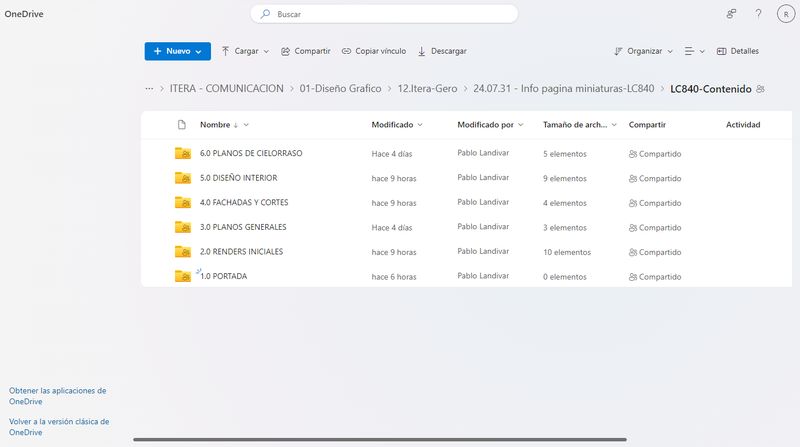 OneDrive
Buscar
R
+ Nuevo
Cargar
Compartir
Copiar vínculo
Descargar
Organizar
Detalles
··· > ITERA - COMUNICACION > 01-Diseño Grafico > 12.Itera-Gero > 24.07.31 - Info pagina miniaturas-LC840 > LC840-Contenido
Nombre ↓ Modificado Modificado por Tamaño de arch... Compartir Actividad
6.0 PLANOS DE CIELORRASO Hace 4 días Pablo Landivar 5 elementos Compartido
5.0 DISEÑO INTERIOR hace 9 horas Pablo Landivar 9 elementos Compartido
4.0 FACHADAS Y CORTES hace 9 horas Pablo Landivar 4 elementos Compartido
3.0 PLANOS GENERALES Hace 4 días Pablo Landivar 3 elementos Compartido
2.0 RENDERS INICIALES hace 9 horas Pablo Landivar 10 elementos Compartido
1.0 PORTADA hace 6 horas Pablo Landivar 0 elementos Compartido
Obtener las aplicaciones de
OneDrive
Volver a la versión clásica de
OneDrive